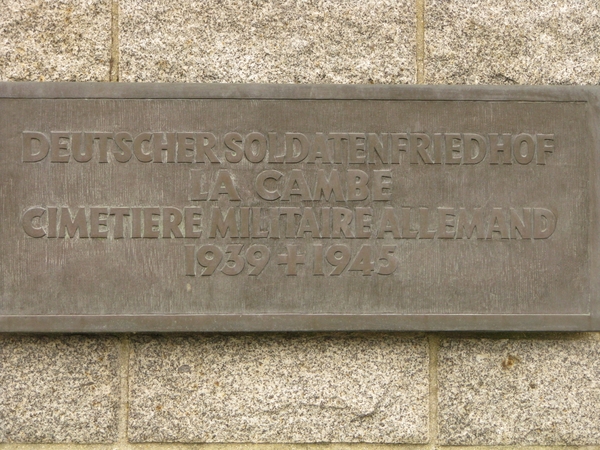 DEUTSCHER SOLDATENFRIEDHOF
LA CAMBE
CIMETIERE MILITAIRE ALLEMAND
1939 + 1945